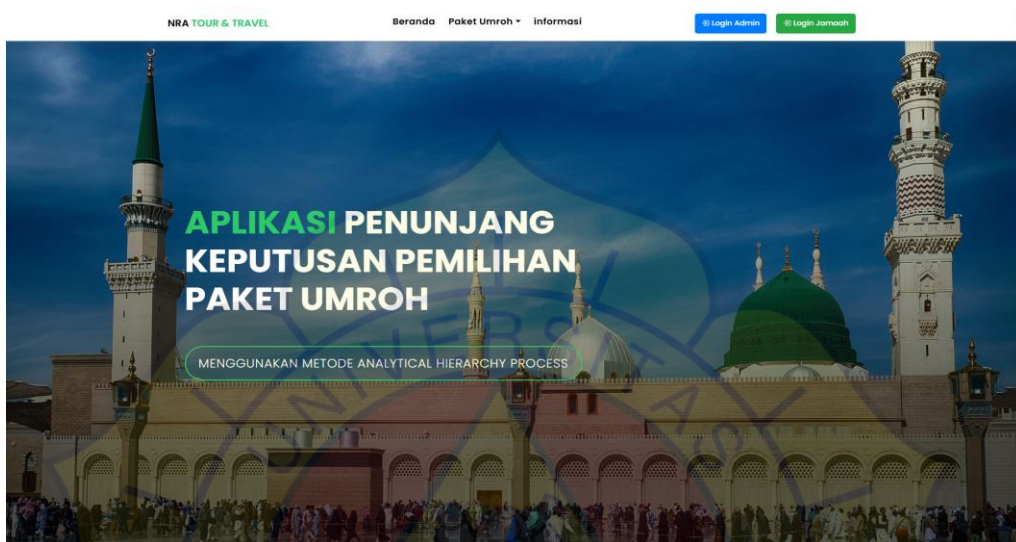 NRA TOUR & TRAVEL
Beranda Paket Umroh informasi
Login Admin Login Jamaah
APLIKASI PENUNJANG
KEPUTUSAN PEMILIHAN
PAKET UMROH
MENGGUNAKAN METODE ANALYTICAL HIERARCHY PROCESS
UNIVERSITAS